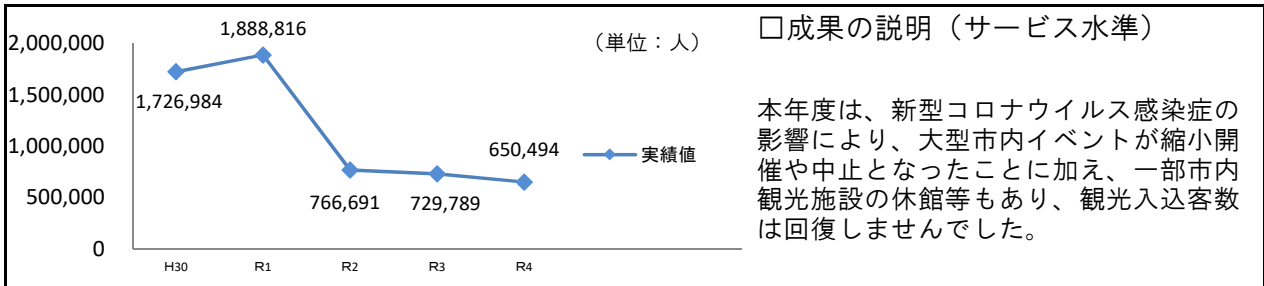 2,000,000
1,500,000
1,000,000
500,000
0
1,888,816
1,726,984
766,691
729,789
650,494
（単位：人）
実績値
H30 R1 R2 R3 R4
□成果の説明（サービス水準）
本年度は、新型コロナウイルス感染症の
影響により、大型市内イベントが縮小開
催や中止となったことに加え、一部市内
観光施設の休館等もあり、観光入込客数
は回復しませんでした。